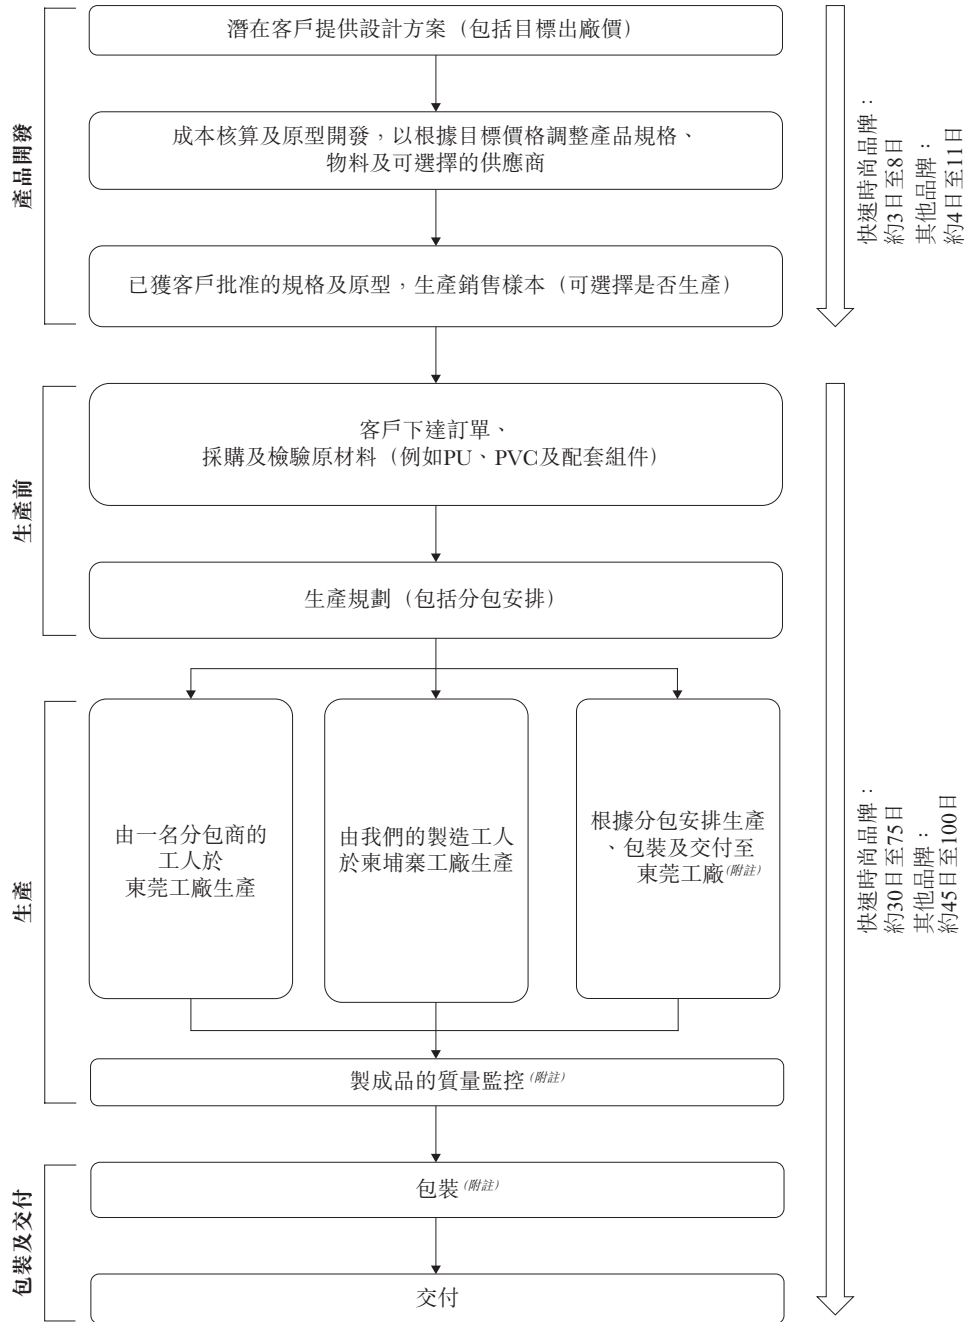 產品開發
潛在客戶提供設計方案（包括目標出廠價）
成本核算及原型開發，以根據目標價格調整產品規格、
物料及可選擇的供應商
已獲客戶批准的規格及原型，生產銷售樣本（可選擇是否生產）
快速時尚品牌：
約3日至8日
其他品牌：
約4日至11日
生產前
客戶下達訂單、
採購及檢驗原材料（例如PU、PVC及配套組件）
生產規劃（包括分包安排）
生產
由一名分包商的
工人於
東莞工廠生產
由我們的製造工人
於柬埔寨工廠生產
根據分包安排生產
、包裝及交付至
東莞工廠(附註)
製成品的質量監控(附註)
快速時尚品牌：
約30日至75日
其他品牌：
約45日至100日
包裝及交付
包裝(附註)
交付